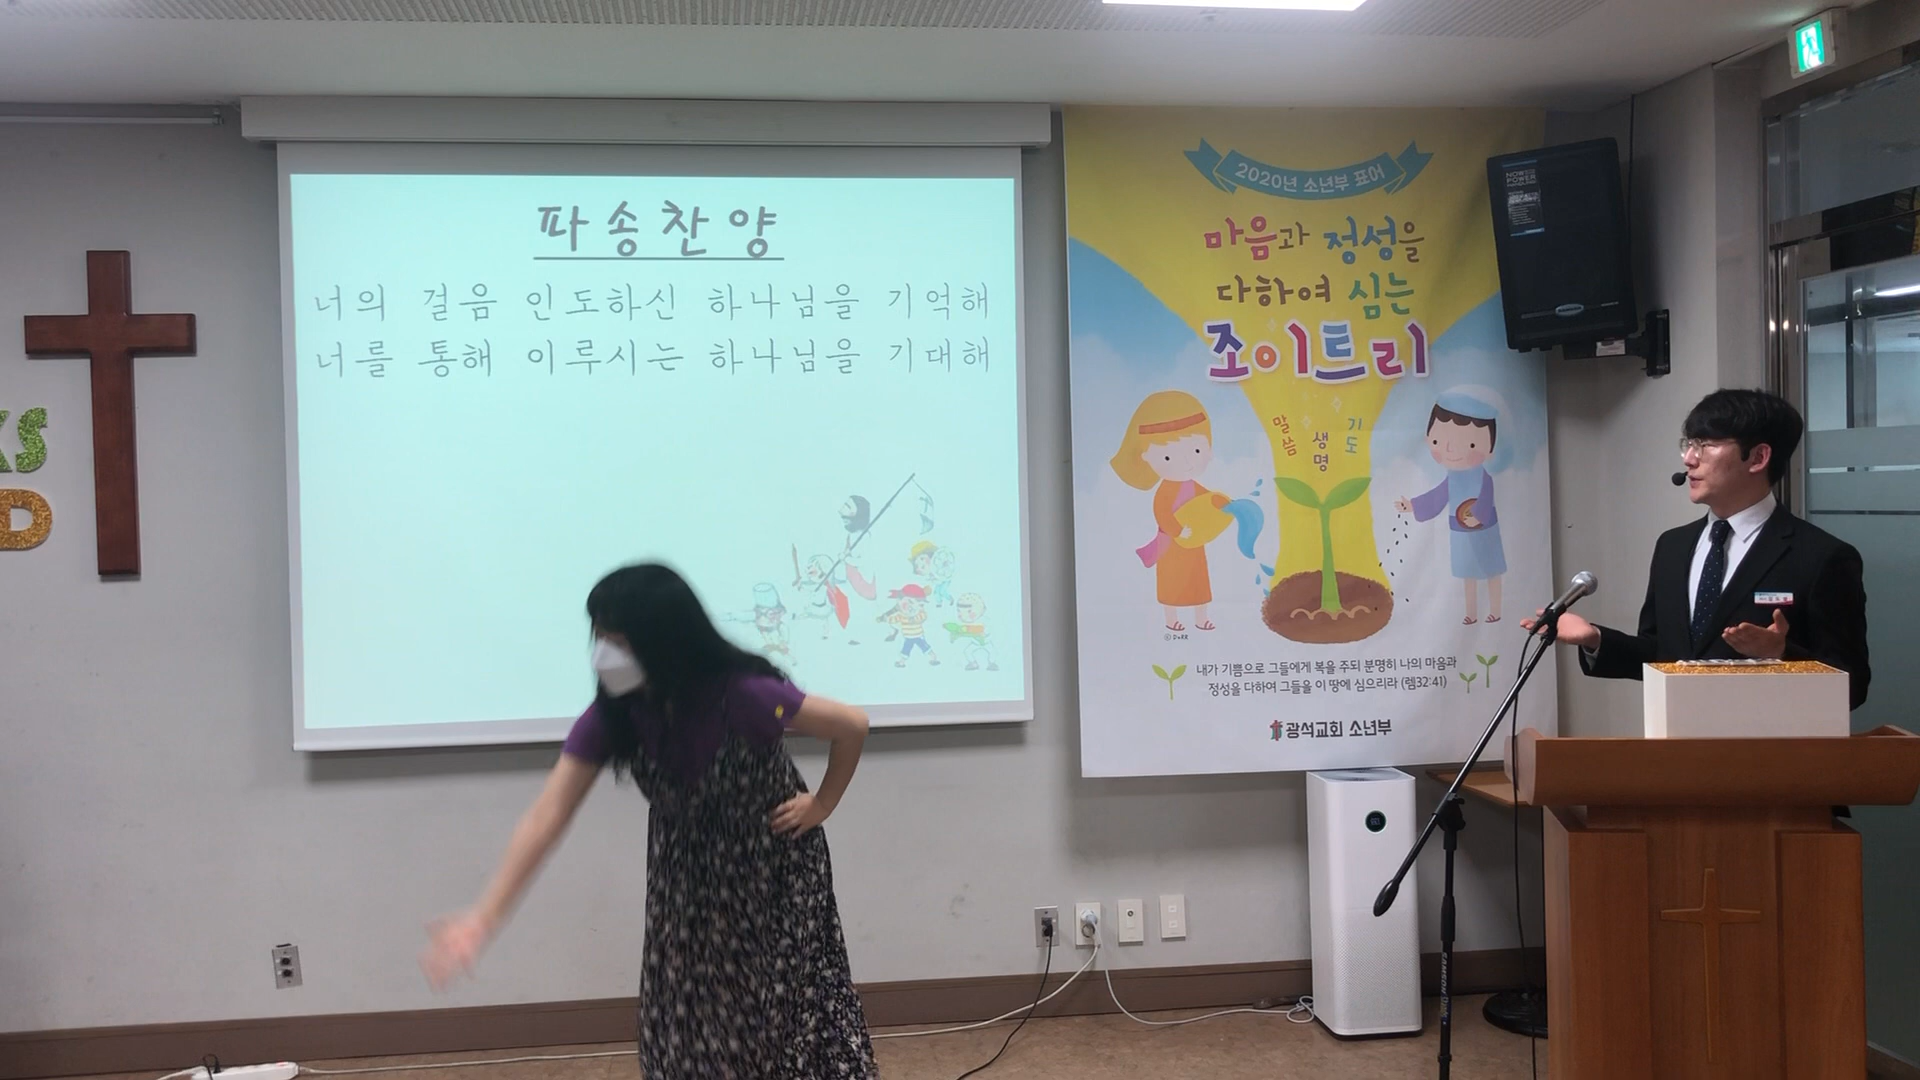 파송찬양
너의 걸음 인도하신 하나님을 기억해
너를 통해 이루시는 하나님을 기대해
KS
D
2020년 소년부 표어
마음과 정성을
다하여 심는
조이트리
말씀
생명
기도
© D&RR
내가 기쁨으로 그들에게 복을 주되 분명히 나의 마음과
정성을 다하여 그들을 이 땅에 심으리라 (렘32:41)
광석교회 소년부
NOW
POWER
SAMSON